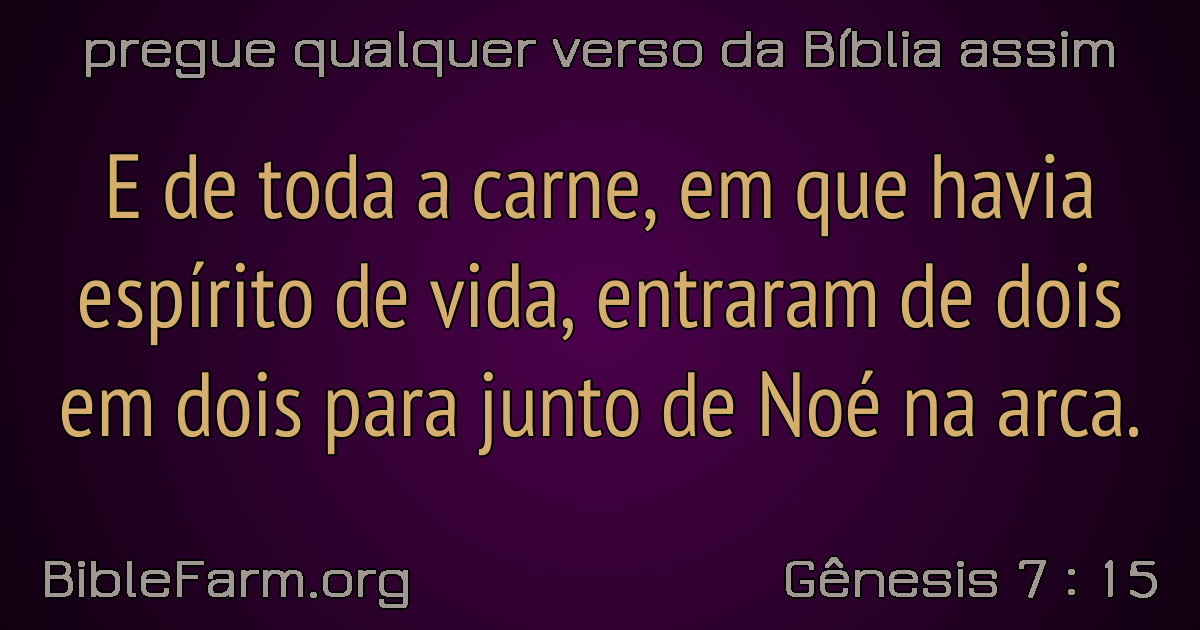 pregue qualquer verso da Bíblia assim
E de toda a carne, em que havia
espírito de vida, entraram de dois
em dois para junto de Noé na arca.
BibleFarm.org
Gênesis 7 : 15